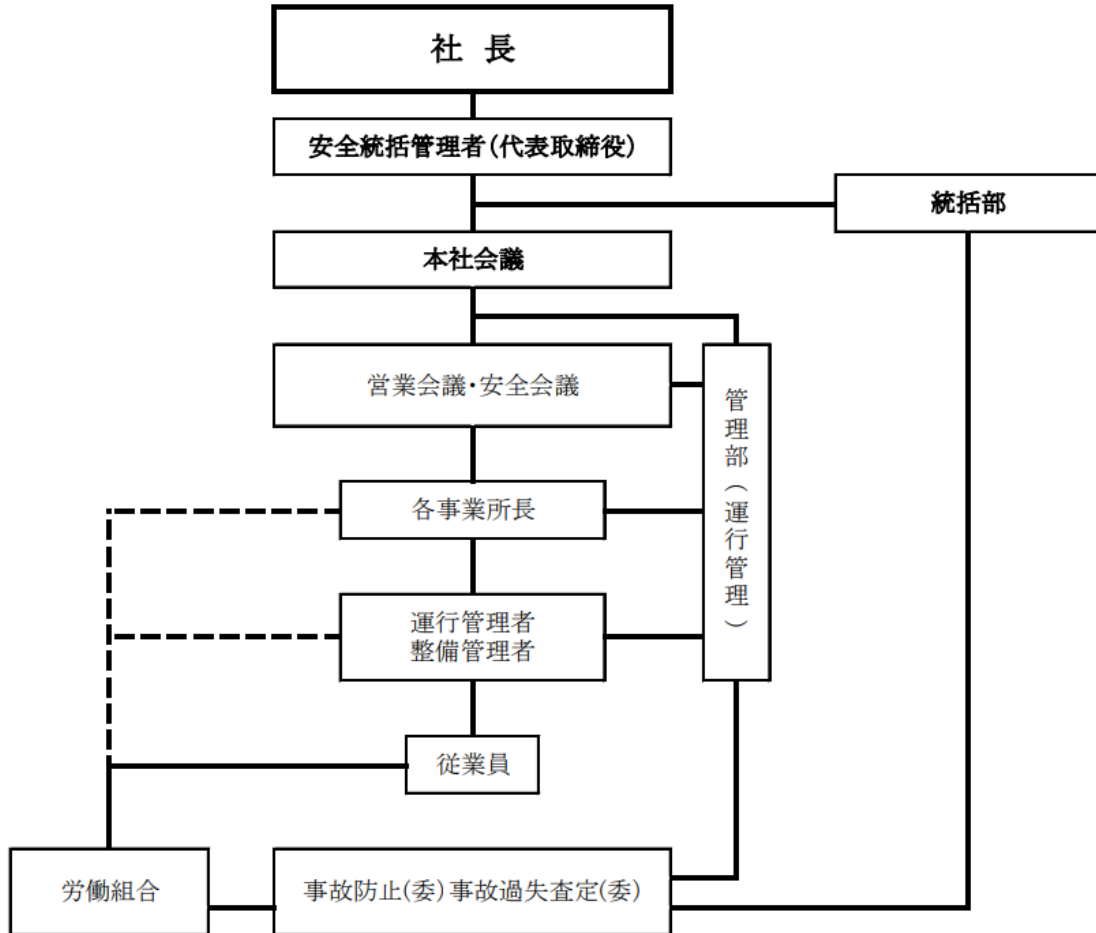 社 長
安全統括管理者(代表取締役)
統括部
本社会議
営業会議・安全会議
管理部(運行管理)
各事業所長
運行管理者
整備管理者
従業員
労働組合
事故防止(委)事故過失査定(委)